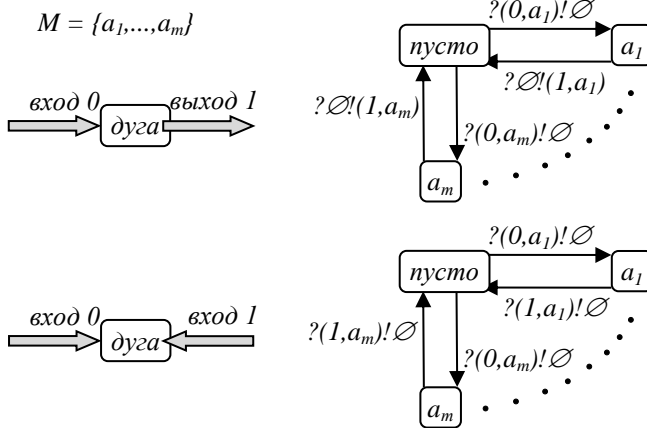 M = {a₁,...,aₘ}
вход 0
выход 1
дуга
?(0,a₁)!∅
пусто
a₁
?∅!(1,a₁)
?∅!(1,aₘ)
?(0,aₘ)!∅
aₘ
вход 0
вход 1
дуга
?(0,a₁)!∅
пусто
a₁
?(1,a₁)!∅
?(1,aₘ)!∅
?(0,aₘ)!∅
aₘ